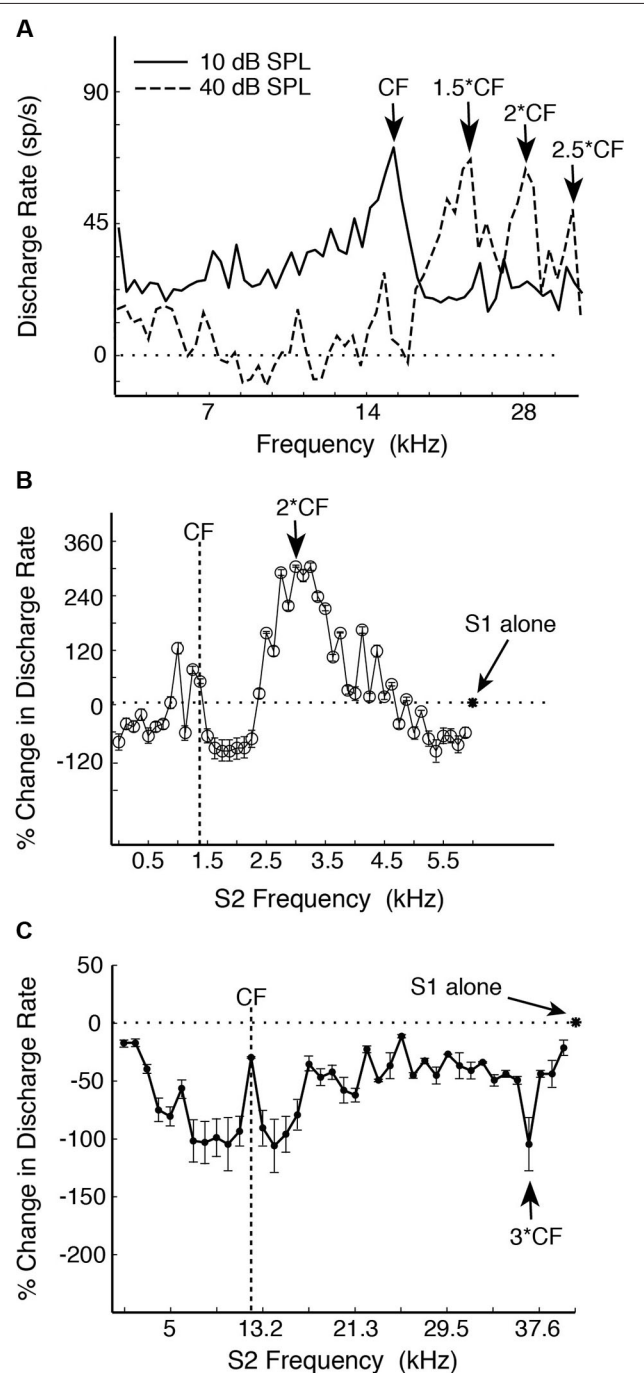 A
10 dB SPL
40 dB SPL
CF
1.5*CF
2*CF
2.5*CF
90
45
0
Discharge Rate (sp/s)
7
14
28
Frequency (kHz)
B
2*CF
CF
S1 alone
360
240
120
0
-120
% Change in Discharge Rate
0.5
1.5
2.5
3.5
4.5
5.5
S2 Frequency (kHz)
C
CF
S1 alone
3*CF
50
0
-50
-100
-150
-200
% Change in Discharge Rate
5
13.2
21.3
29.5
37.6
S2 Frequency (kHz)